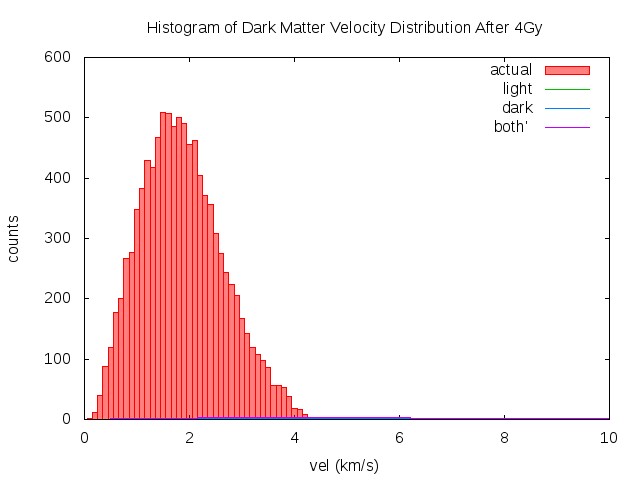 Histogram of Dark Matter Velocity Distribution After 4Gy
600
500
400
300
200
100
0
counts
actual
light
dark
both'
0 2 4 6 8 10
vel (km/s)